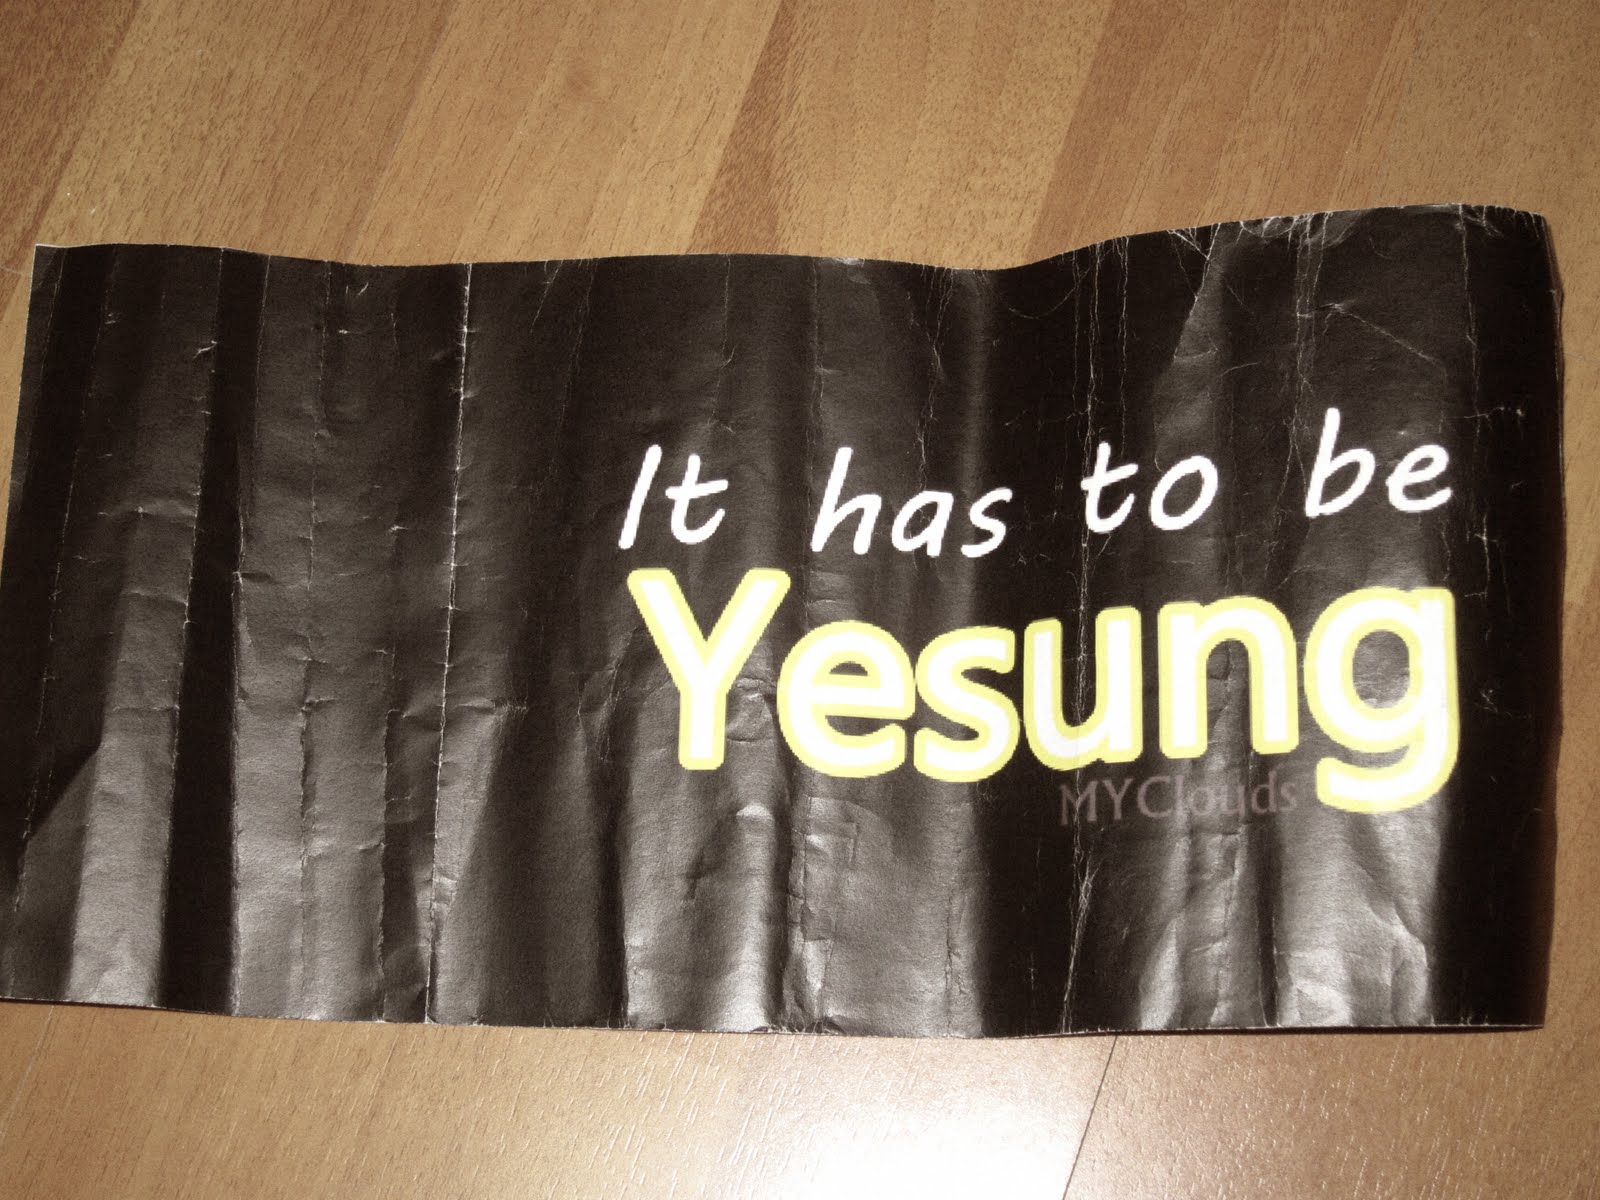 It has to be
Yesung
MYClouds